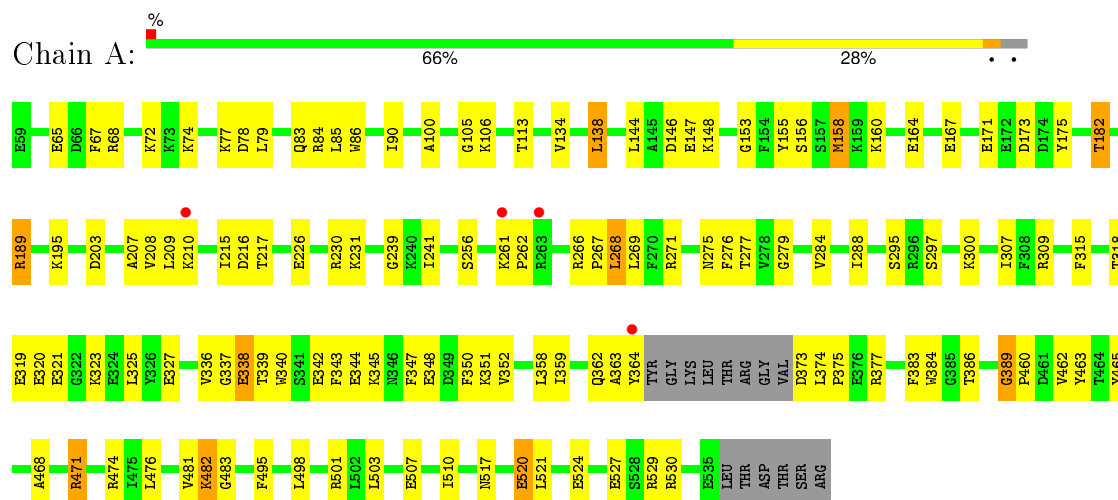 %
Chain A:
66% 28% • •
E59 E65 D66 F67 R68 K72 K73 K74 K77 D78 L79 Q83 R84 L85 W86 I90 A100 G105 K106 T113 V134 L138 L144 A145 D146 E147 K148 G153 F154 Y155 S156 S157 M158 K159 K160 E164 E167 E171 E172 D173 D174 Y175 T182
R189 K195 D203 A207 V208 L209 K210 I215 D216 T217 E226 R230 K231 G239 K240 I241 S256 K261 P262 R263 R266 P267 L268 L269 F270 R271 N275 F276 T277 V278 G279 V284 I288 S295 R296 S297 K300 I307 F308 R309 F315 T318
E319 E320 E321 G322 K323 E324 L325 Y326 E327 V336 G337 E338 T339 W340 S341 E342 F343 E344 K345 N346 F347 E348 D349 F350 K351 V352 L358 I359 Q362 A363 Y364 TYR GLY LYS LEU THR ARG GLY VAL D373 L374 P375 E376 R377 F383 W384 G385 T386 G389 P460 D461 V462 Y463 T464 Y465
A468 R471 R474 I475 L476 V481 K482 G483 F495 L498 R501 L502 L503 E507 I510 N517 E520 L521 E524 E527 S528 R529 R530 E535 LEU THR ASP THR SER ARG